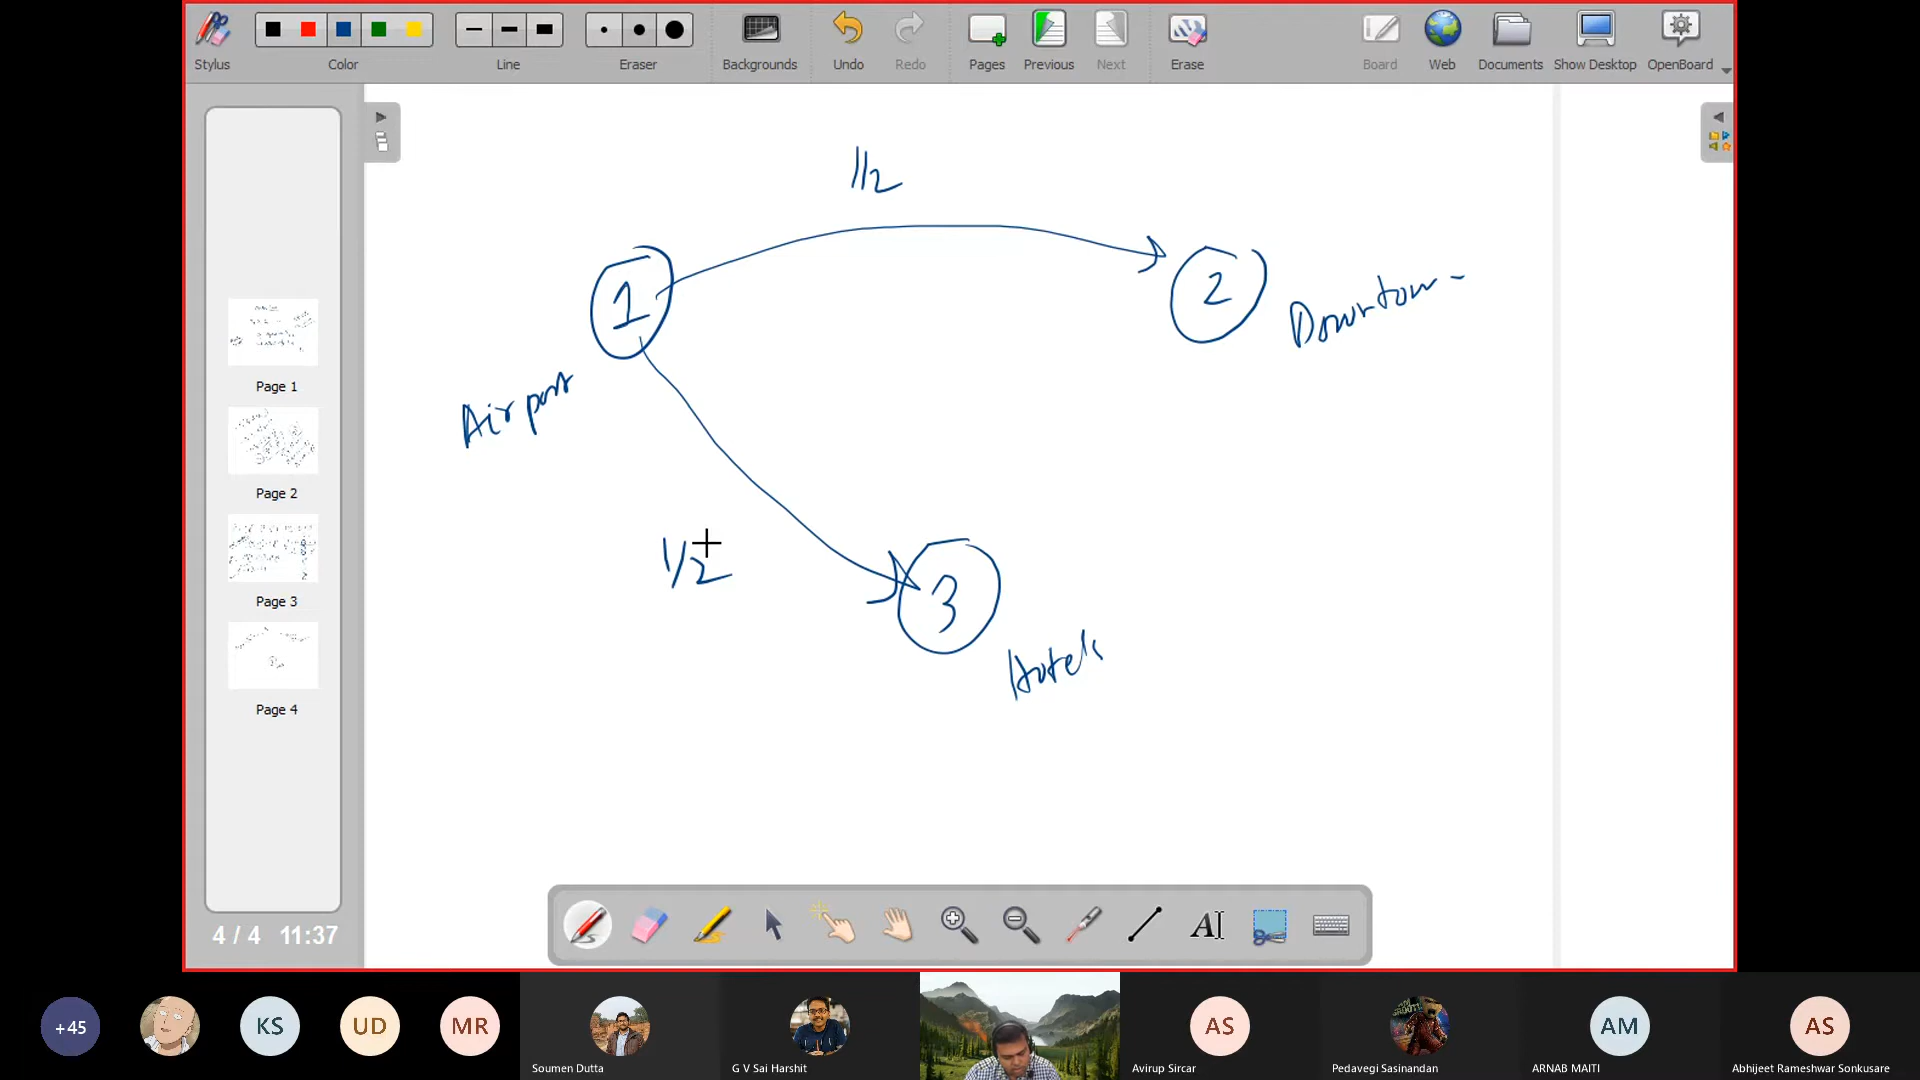 Stylus
Color
Line
Eraser
Backgrounds
Undo
Redo
Pages
Previous
Next
Erase
Board
Web
Documents
Show Desktop
OpenBoard
1/2
1
2
Downtown
Airport
1/2
3
Hotels
Page 1
Page 2
Page 3
Page 4
4 / 4 11:37
AI
+45
KS
UD
MR
Soumen Dutta
G V Sai Harshit
AS
Avirup Sircar
Pedavegi Sasinandan
AM
ARNAB MAITI
AS
Abhijeet Rameshwar Sonkusare